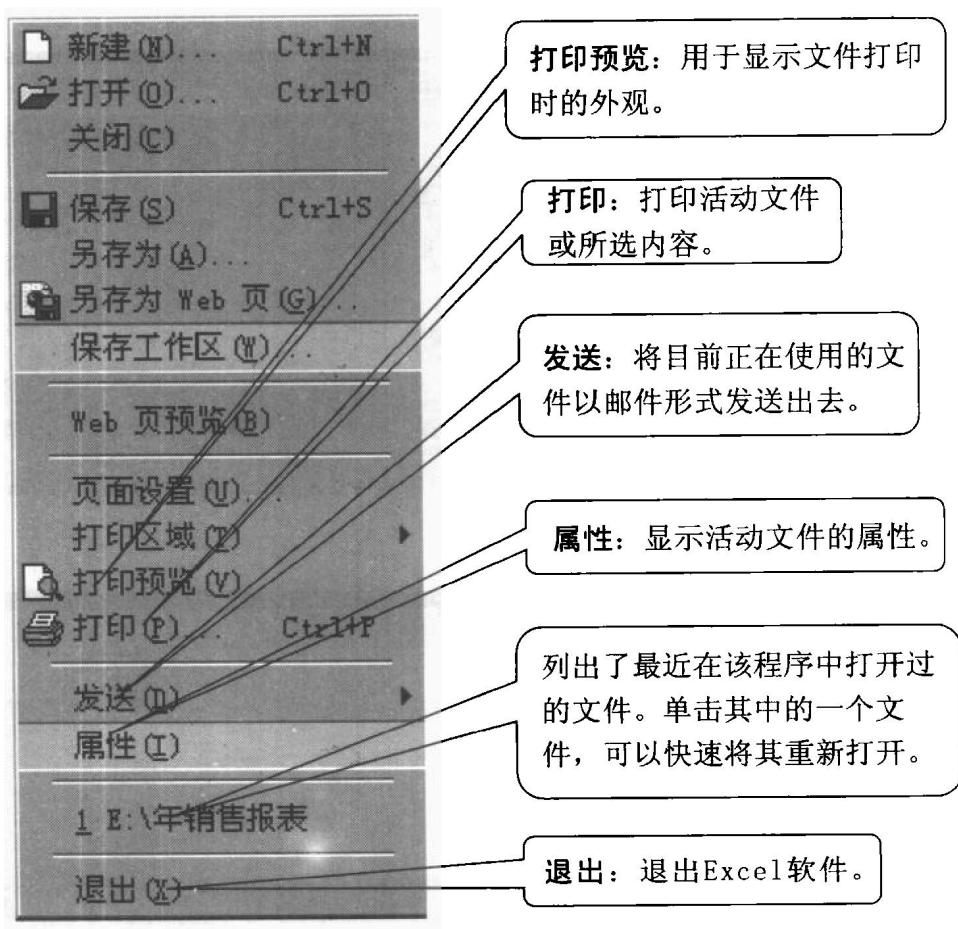 新建(N)... Ctrl+N
打开(O)... Ctrl+O
关闭(C)
保存(S) Ctrl+S
另存为(A)...
另存为 Web 页(G)...
保存工作区(W)...
Web 页预览(B)
页面设置(U)...
打印区域(T)
打印预览(V)
打印(P)... Ctrl+P
发送(D)
属性(I)
1 E:\年销售报表
退出(X)
打印预览：用于显示文件打印
时的外观。
打印：打印活动文件
或所选内容。
发送：将目前正在使用的文
件以邮件形式发送出去。
属性：显示活动文件的属性。
列出了最近在该程序中打开过
的文件。单击其中的一个文
件，可以快速将其重新打开。
退出：退出Excel软件。